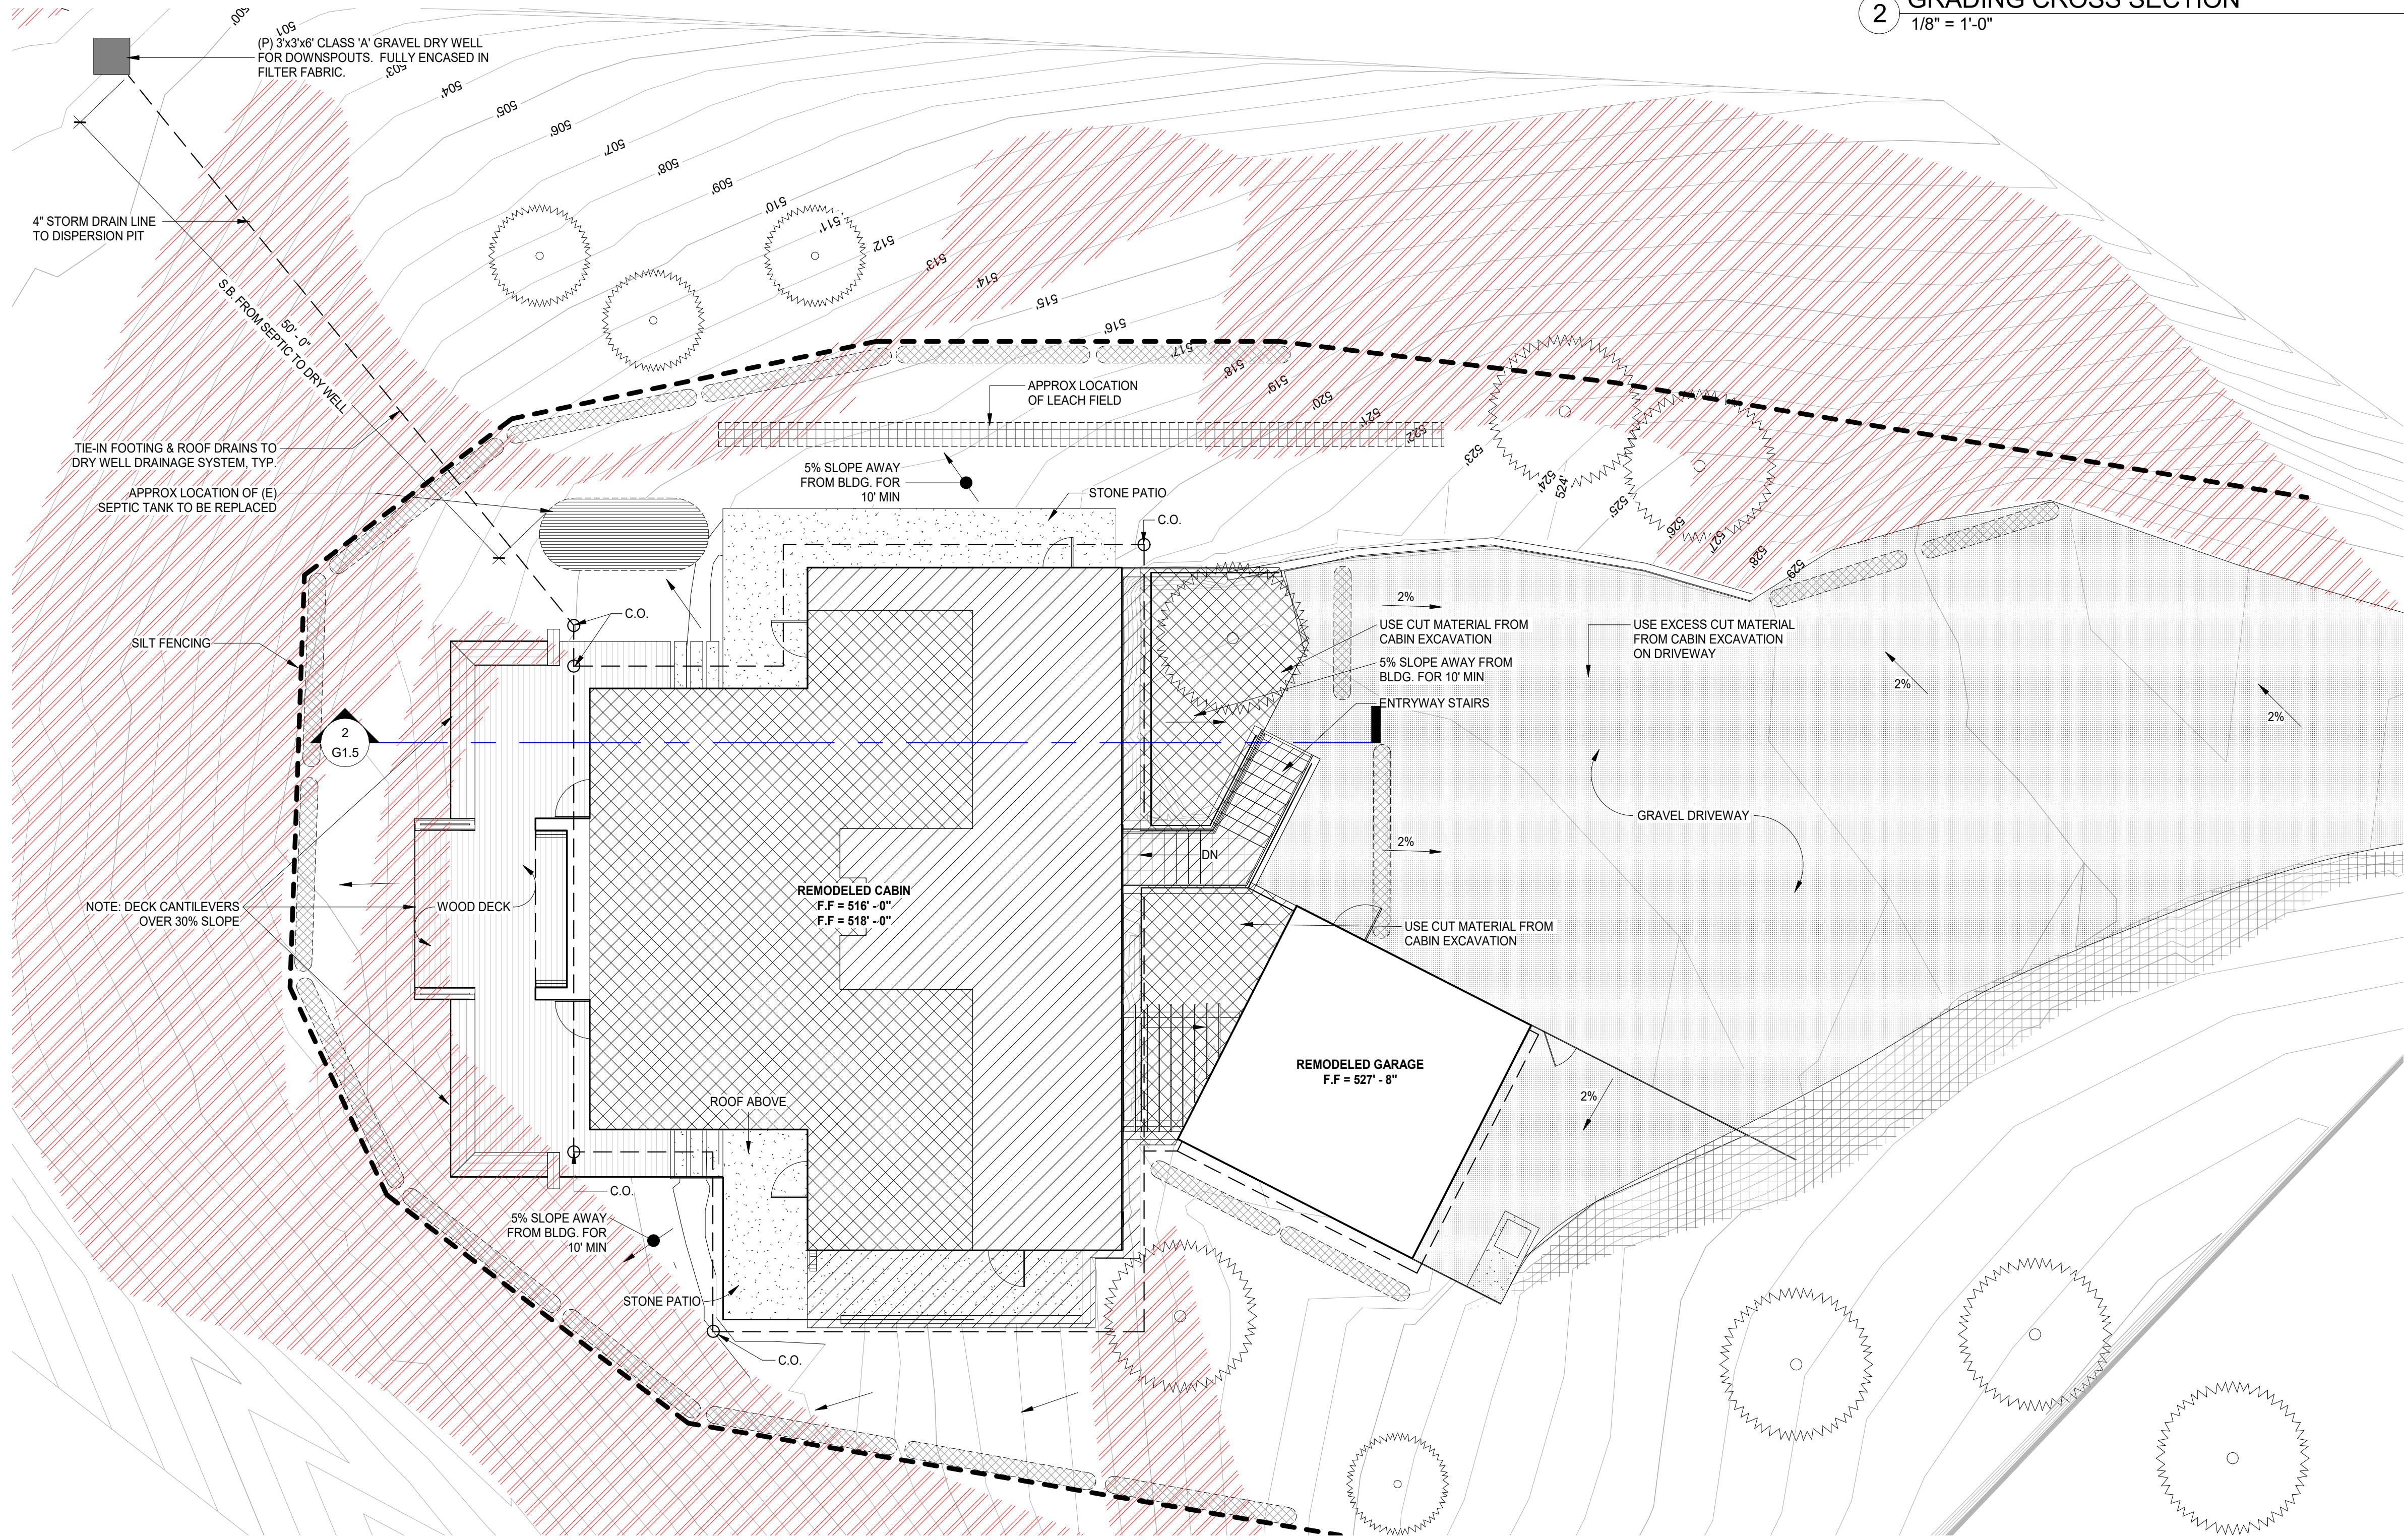 2
GRADING CROSS SECTION
1/8" = 1'-0"
500'
501
(P) 3'x3'x6' CLASS 'A' GRAVEL DRY WELL
FOR DOWNSPOUTS. FULLY ENCASED IN
FILTER FABRIC.
503'
504'
505'
506'
507'
508'
509'
510'
511'
512'
513'
514'
515'
516'
517'
518'
519'
520'
521'
522'
523'
524'
524'
525'
526'
527'
528'
529'
4" STORM DRAIN LINE
TO DISPERSION PIT
50' - 0"
S.B. FROM SEPTIC TO DRY WELL
APPROX LOCATION
OF LEACH FIELD
TIE-IN FOOTING & ROOF DRAINS TO
DRY WELL DRAINAGE SYSTEM, TYP.
5% SLOPE AWAY
FROM BLDG. FOR
10' MIN
APPROX LOCATION OF (E)
SEPTIC TANK TO BE REPLACED
STONE PATIO
C.O.
C.O.
2%
USE CUT MATERIAL FROM
CABIN EXCAVATION
USE EXCESS CUT MATERIAL
FROM CABIN EXCAVATION
ON DRIVEWAY
SILT FENCING
5% SLOPE AWAY FROM
BLDG. FOR 10' MIN
2%
ENTRYWAY STAIRS
2%
2
G1.5
GRAVEL DRIVEWAY
2%
DN
REMODELED CABIN
F.F = 516' - 0"
F.F = 518' - 0"
NOTE: DECK CANTILEVERS
OVER 30% SLOPE
WOOD DECK
USE CUT MATERIAL FROM
CABIN EXCAVATION
REMODELED GARAGE
F.F = 527' - 8"
ROOF ABOVE
2%
C.O.
5% SLOPE AWAY
FROM BLDG. FOR
10' MIN
STONE PATIO
C.O.